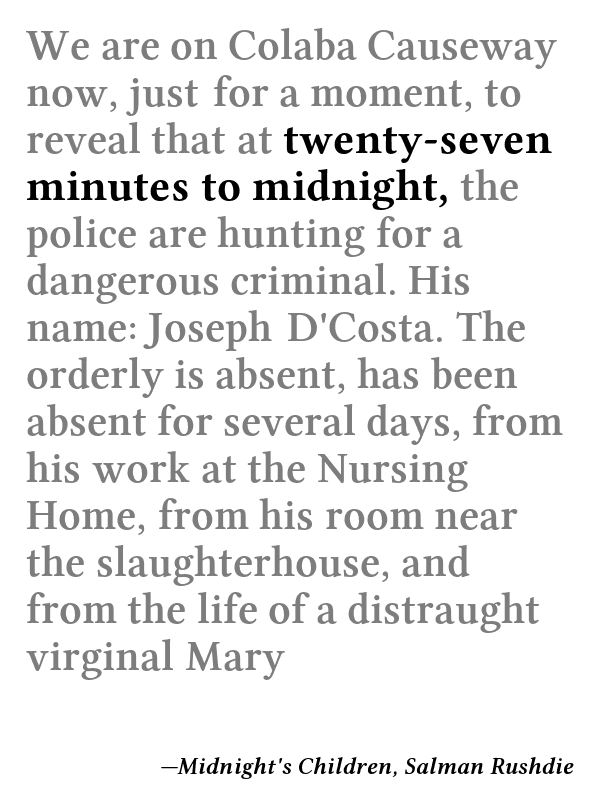 We are on Colaba Causeway
now, just for a moment, to
reveal that at twenty-seven
minutes to midnight, the
police are hunting for a
dangerous criminal. His
name: Joseph D'Costa. The
orderly is absent, has been
absent for several days, from
his work at the Nursing
Home, from his room near
the slaughterhouse, and
from the life of a distraught
virginal Mary
—Midnight's Children, Salman Rushdie